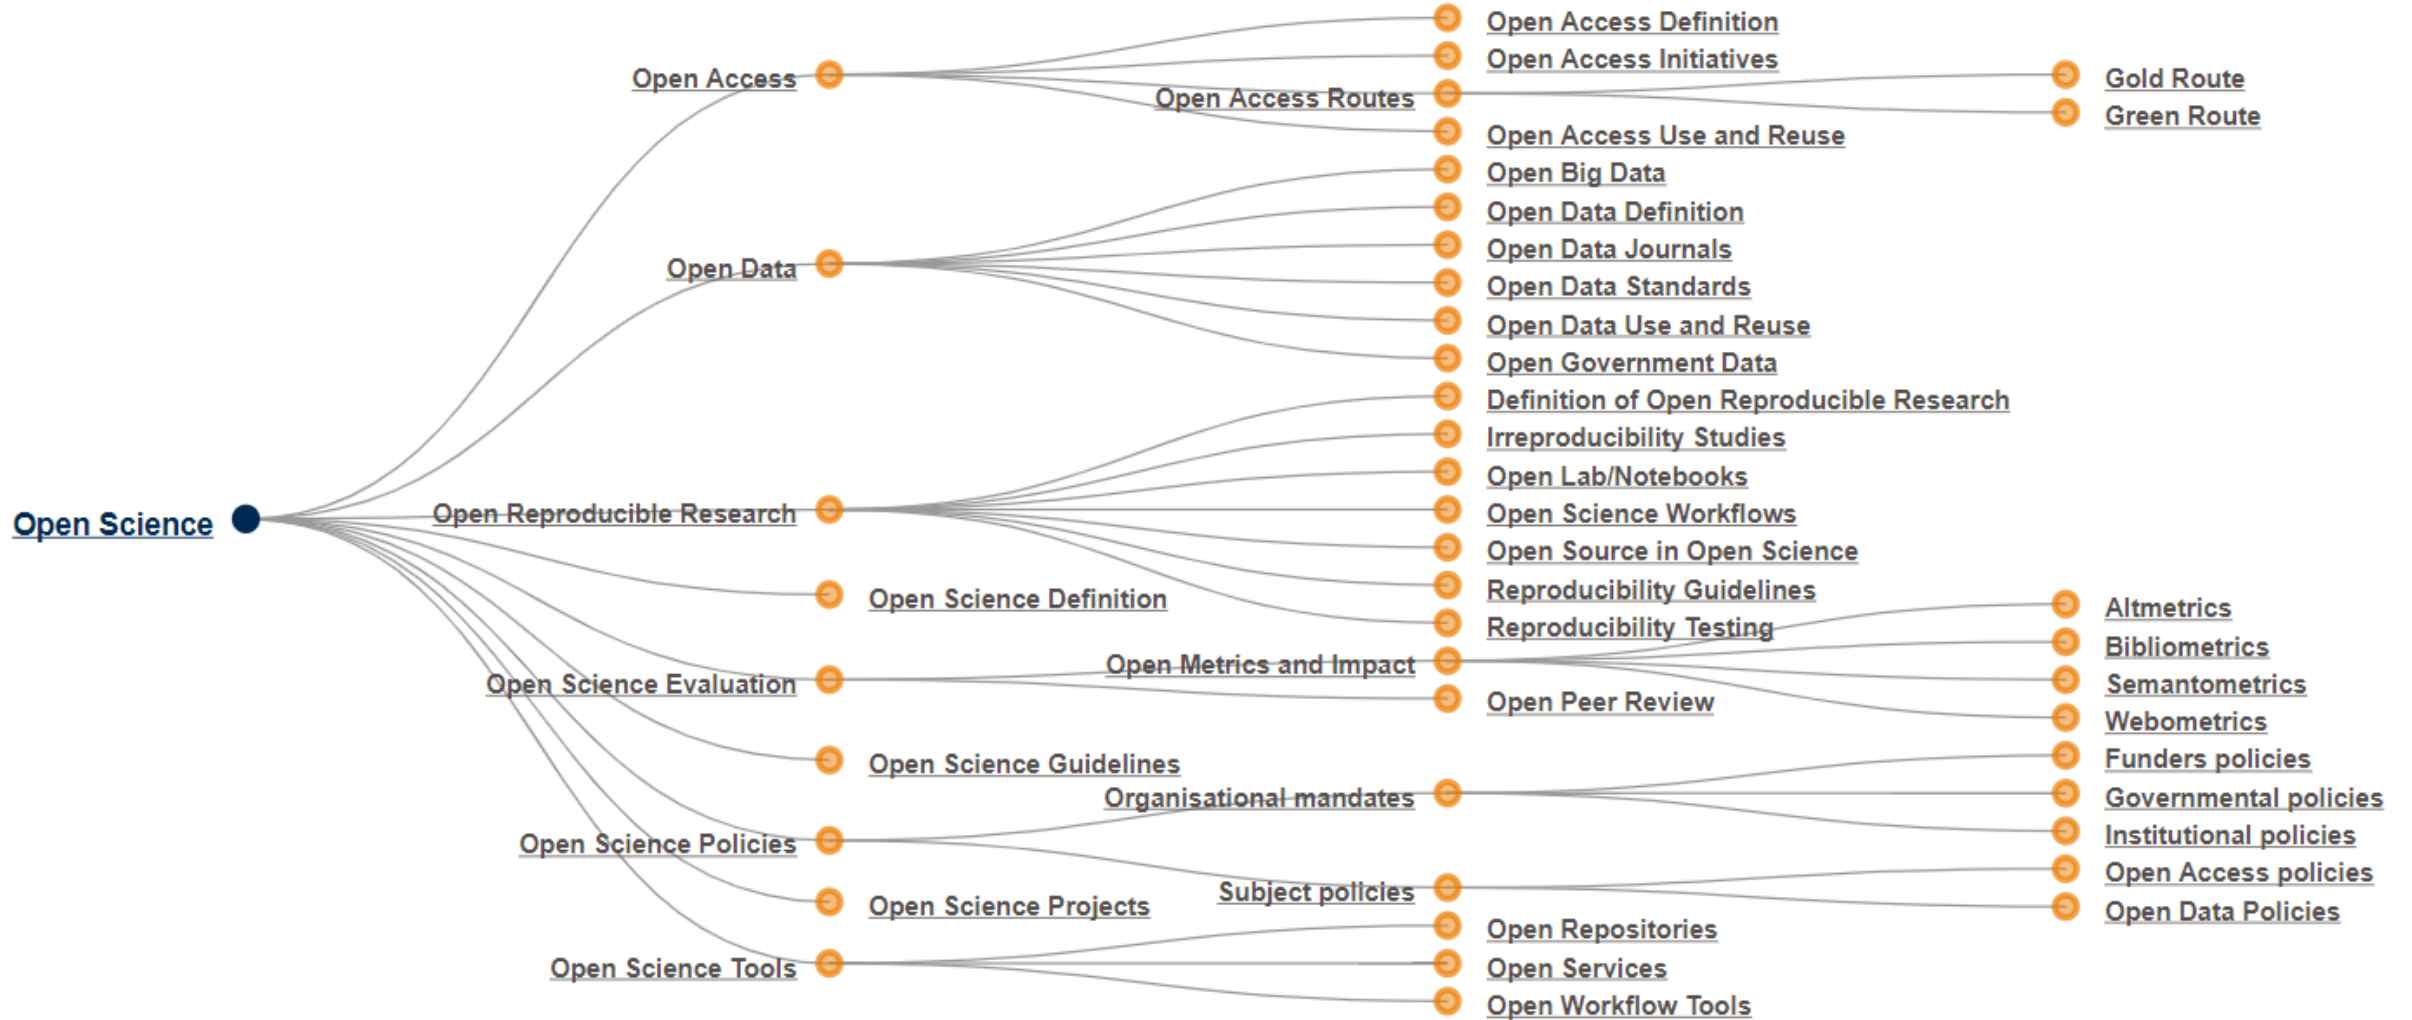 Open Science
Open Access
Open Access Definition
Open Access Initiatives
Open Access Routes
Gold Route
Green Route
Open Access Use and Reuse
Open Data
Open Big Data
Open Data Definition
Open Data Journals
Open Data Standards
Open Data Use and Reuse
Open Government Data
Open Reproducible Research
Definition of Open Reproducible Research
Irreproducibility Studies
Open Lab/Notebooks
Open Science Workflows
Open Source in Open Science
Reproducibility Guidelines
Reproducibility Testing
Open Science Definition
Open Science Evaluation
Open Metrics and Impact
Altmetrics
Bibliometrics
Semantometrics
Webometrics
Open Peer Review
Open Science Guidelines
Open Science Policies
Organisational mandates
Funders policies
Governmental policies
Institutional policies
Subject policies
Open Access policies
Open Data Policies
Open Science Projects
Open Science Tools
Open Repositories
Open Services
Open Workflow Tools